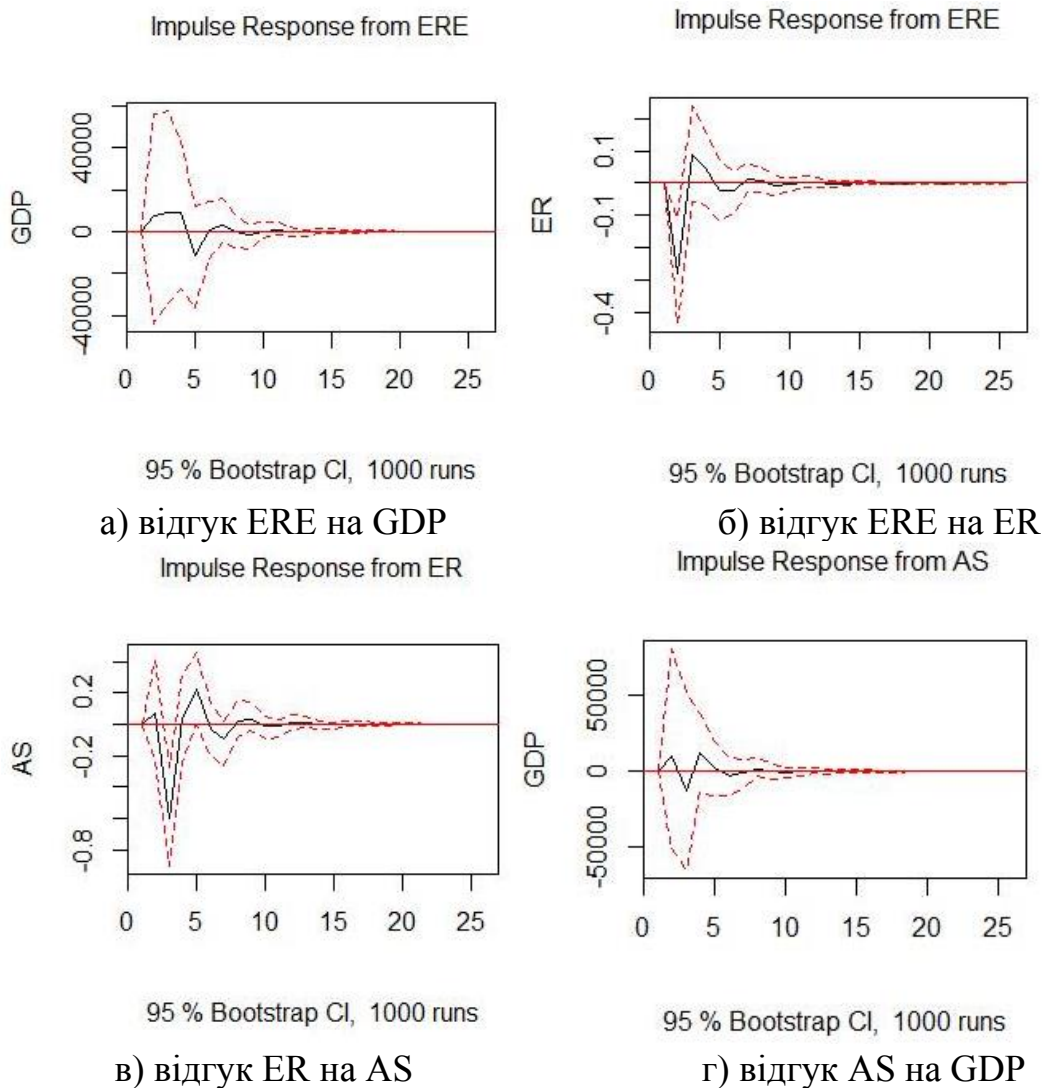 Impulse Response from ERE
GDP
40000
0
-40000
0 5 10 15 20 25
95 % Bootstrap CI, 1000 runs
а) відгук ERE на GDP
Impulse Response from ERE
ER
0.1
-0.1
-0.4
0 5 10 15 20 25
95 % Bootstrap CI, 1000 runs
б) відгук ERE на ER
Impulse Response from ER
AS
0.2
-0.2
-0.8
0 5 10 15 20 25
95 % Bootstrap CI, 1000 runs
в) відгук ER на AS
Impulse Response from AS
GDP
50000
0
-50000
0 5 10 15 20 25
95 % Bootstrap CI, 1000 runs
г) відгук AS на GDP